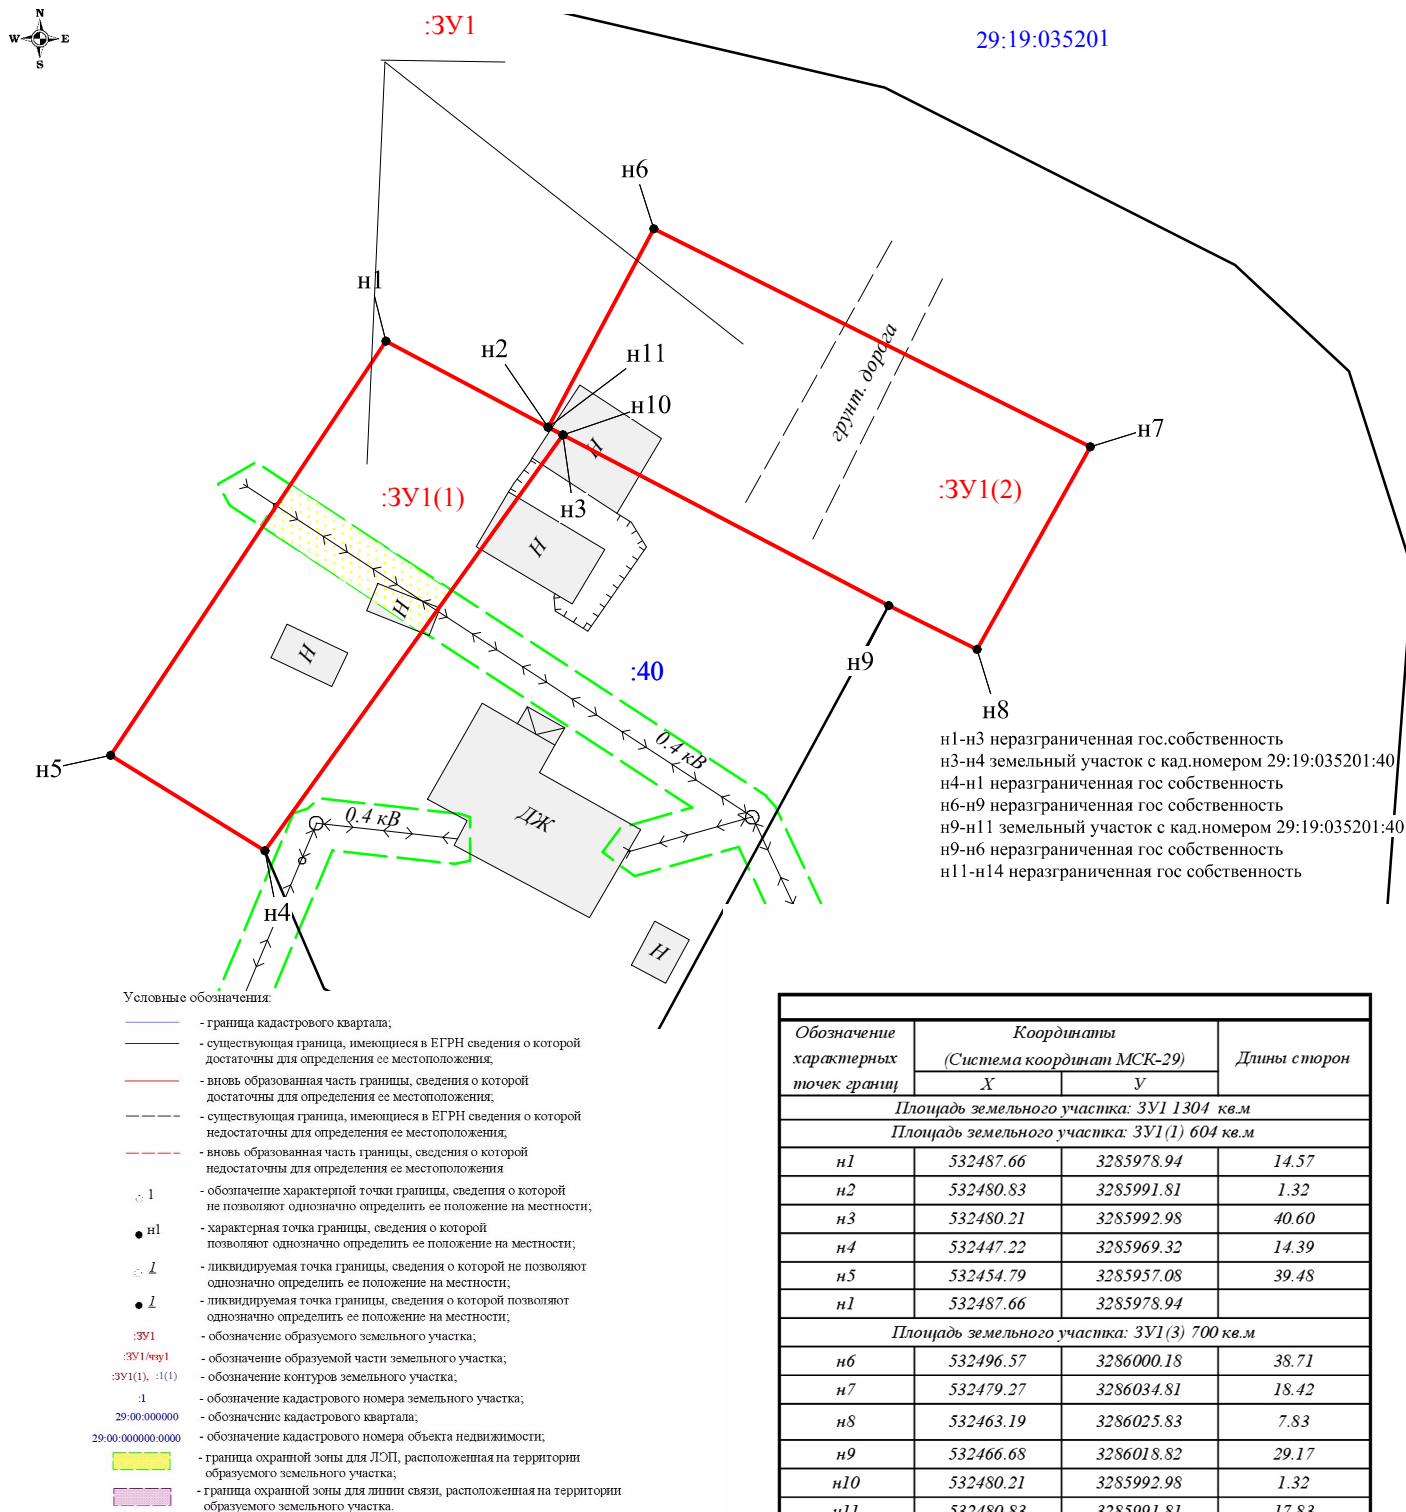 N
W E
S
:ЗУ1
29:19:035201
н6
н1
н2
н11
н10
н7
грунт. дорога
Н
:ЗУ1(1)
:ЗУ1(2)
н3
Н
Н
Н
:40
н9
н8
0.4 кВ
н5
0.4 кВ
ДЖ
н4
Н
н1-н3 неразграниченная гос.собственность
н3-н4 земельный участок с кад.номером 29:19:035201:40
н4-н1 неразграниченная гос собственность
н6-н9 неразграниченная гос собственность
н9-н11 земельный участок с кад.номером 29:19:035201:40
н9-н6 неразграниченная гос собственность
н11-н14 неразграниченная гос собственность
Условные обозначения:
- граница кадастрового квартала;
- существующая граница, имеющиеся в ЕГРН сведения о которой
достаточны для определения ее местоположения;
- вновь образованная часть границы, сведения о которой
достаточны для определения ее местоположения;
- существующая граница, имеющиеся в ЕГРН сведения о которой
недостаточны для определения ее местоположения;
- вновь образованная часть границы, сведения о которой
недостаточны для определения ее местоположения
1 - обозначение характерной точки границы, сведения о которой
не позволяют однозначно определить ее положение на местности;
н1 - характерная точка границы, сведения о которой
позволяют однозначно определить ее положение на местности;
1 - ликвидируемая точка границы, сведения о которой не позволяют
однозначно определить ее положение на местности;
1 - ликвидируемая точка границы, сведения о которой позволяют
однозначно определить ее положение на местности;
:ЗУ1 - обозначение образуемого земельного участка;
:ЗУ1/чзу1 - обозначение образуемой части земельного участка;
:ЗУ1(1), :1(1) - обозначение контуров земельного участка;
:1 - обозначение кадастрового номера земельного участка;
29:00:000000 - обозначение кадастрового квартала;
29:00:000000:0000 - обозначение кадастрового номера объекта недвижимости;
- граница охранной зоны для ЛЭП, расположенная на территории
образуемого земельного участка;
- граница охранной зоны для линии связи, расположенная на территории
образуемого земельного участка.
Обозначение характерных точек границ Координаты (Система координат МСК-29) Длины сторон
X У
Площадь земельного участка: ЗУ1 1304 кв.м
Площадь земельного участка: ЗУ1(1) 604 кв.м
н1 532487.66 3285978.94 14.57
н2 532480.83 3285991.81 1.32
н3 532480.21 3285992.98 40.60
н4 532447.22 3285969.32 14.39
н5 532454.79 3285957.08 39.48
н1 532487.66 3285978.94
Площадь земельного участка: ЗУ1(3) 700 кв.м
н6 532496.57 3286000.18 38.71
н7 532479.27 3286034.81 18.42
н8 532463.19 3286025.83 7.83
н9 532466.68 3286018.82 29.17
н10 532480.21 3285992.98 1.32
н11 532480.83 3285991.81 17.83